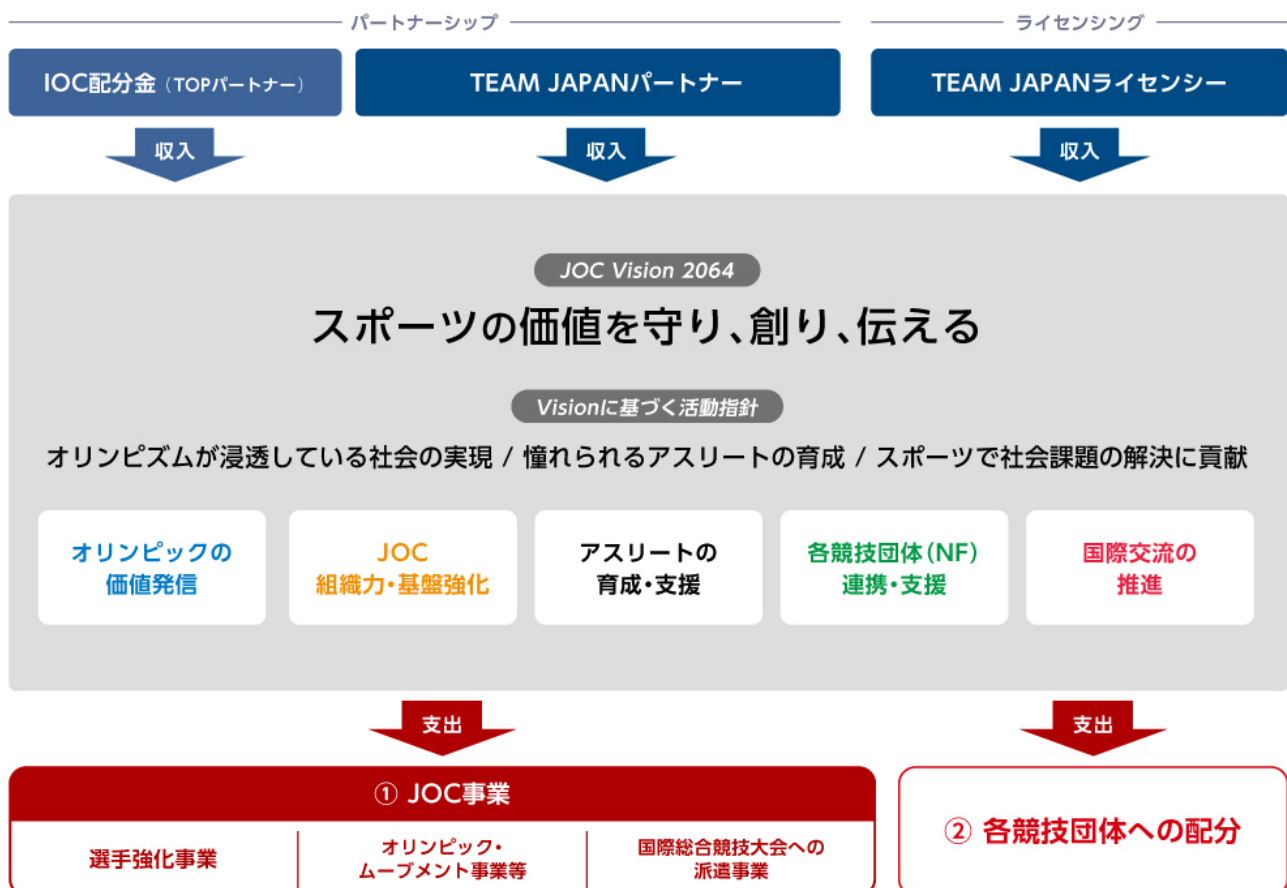 パートナーシップ
ライセンシング
IOC配分金（TOPパートナー）
TEAM JAPANパートナー
TEAM JAPANライセンシー
収入
収入
収入
JOC Vision 2064
スポーツの価値を守り、創り、伝える
Visionに基づく活動指針
オリンピズムが浸透している社会の実現 / 憧れられるアスリートの育成 / スポーツで社会課題の解決に貢献
オリンピックの
価値発信
JOC
組織力・基盤強化
アスリートの
育成・支援
各競技団体(NF)
連携・支援
国際交流の
推進
支出
支出
① JOC事業
選手強化事業
オリンピック・
ムーブメント事業等
国際総合競技大会への
派遣事業
② 各競技団体への配分